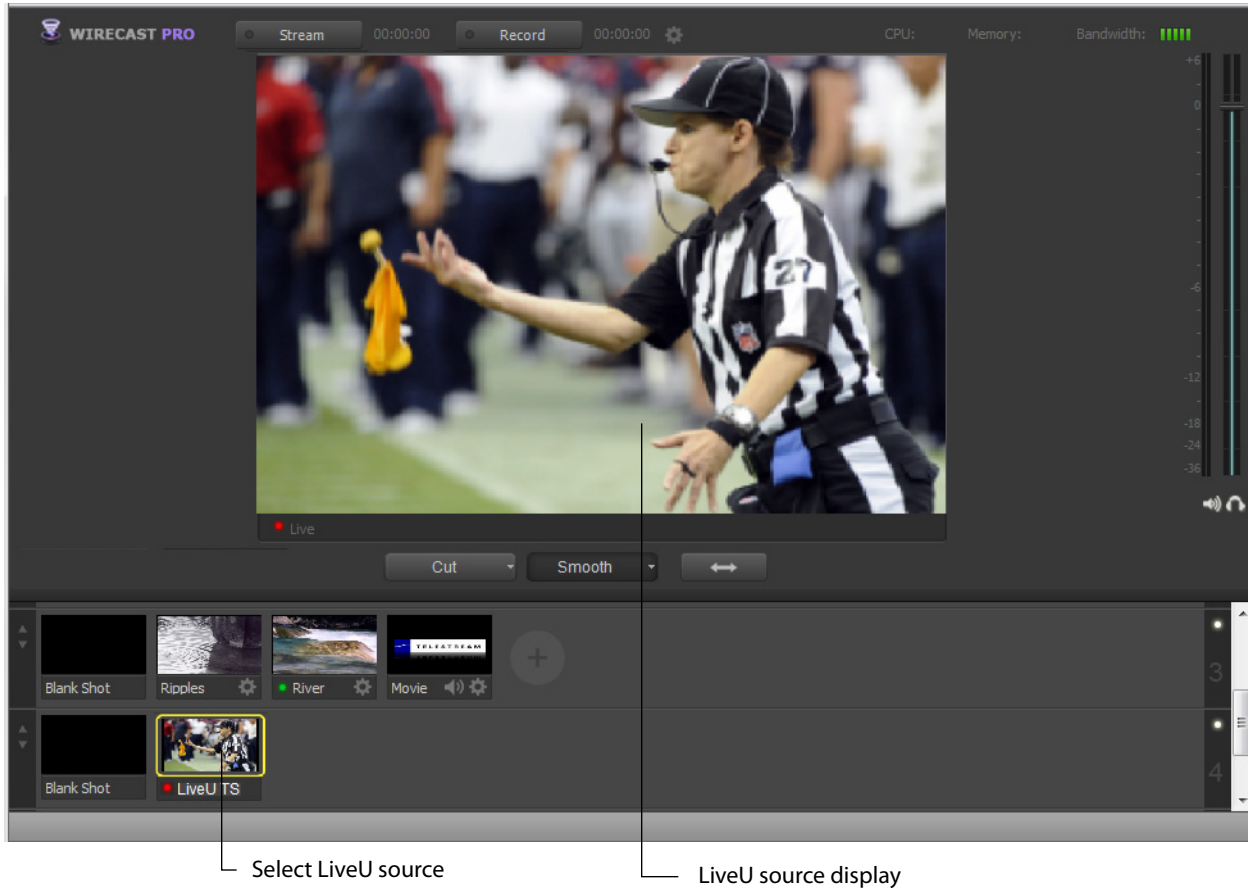 WIRECAST PRO
Stream 00:00:00 Record 00:00:00 CPU: Memory: Bandwidth:
+6
0
-6
-12
-18
-24
-36
27
Live
Cut Smooth
TELESTREAM
Blank Shot Ripples River Movie
3
Blank Shot LiveU TS
4
Select LiveU source
LiveU source display